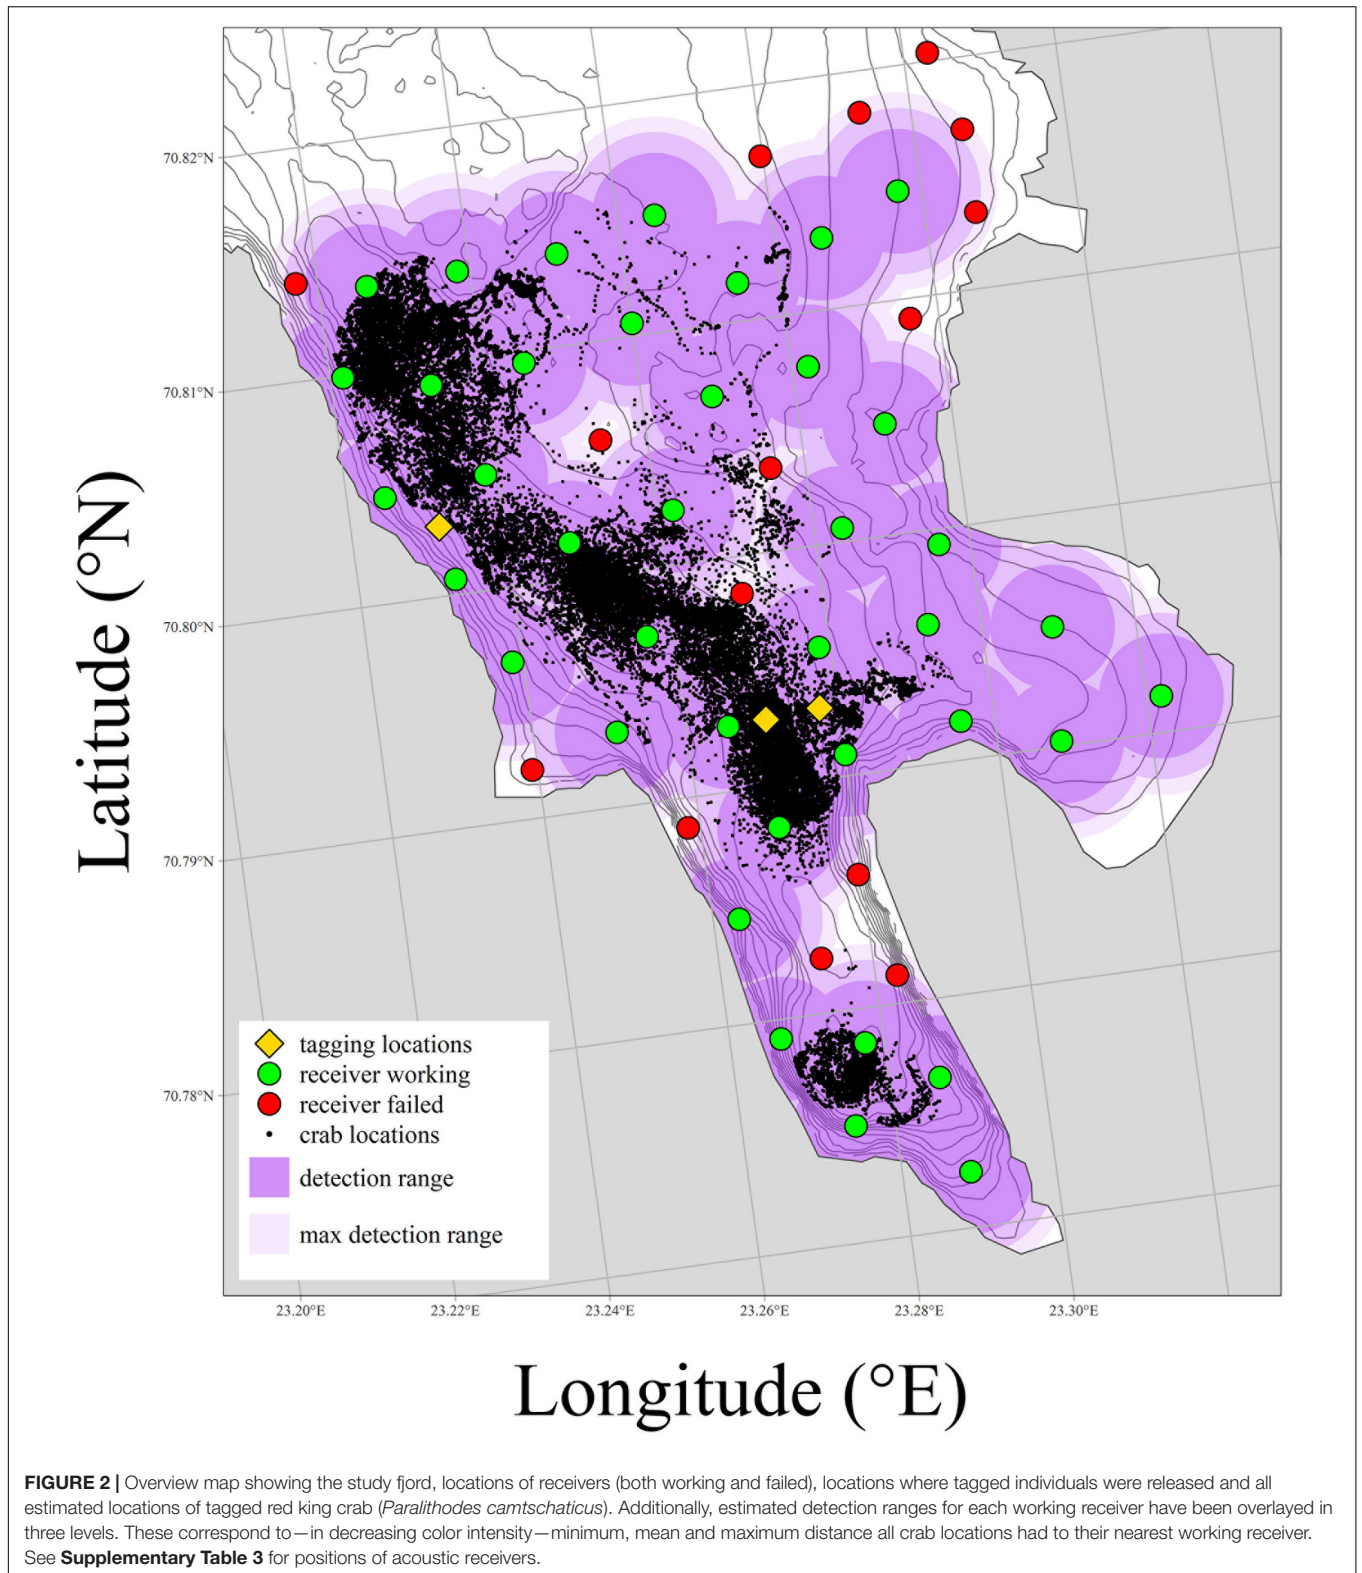 70.82°N
70.81°N
70.80°N
70.79°N
70.78°N
Latitude (°N)
tagging locations
receiver working
receiver failed
crab locations
detection range
max detection range
23.20°E 23.22°E 23.24°E 23.26°E 23.28°E 23.30°E
Longitude (°E)
FIGURE 2 | Overview map showing the study fjord, locations of receivers (both working and failed), locations where tagged individuals were released and all
estimated locations of tagged red king crab (Paralithodes camtschaticus). Additionally, estimated detection ranges for each working receiver have been overlayed in
three levels. These correspond to—in decreasing color intensity—minimum, mean and maximum distance all crab locations had to their nearest working receiver.
See Supplementary Table 3 for positions of acoustic receivers.